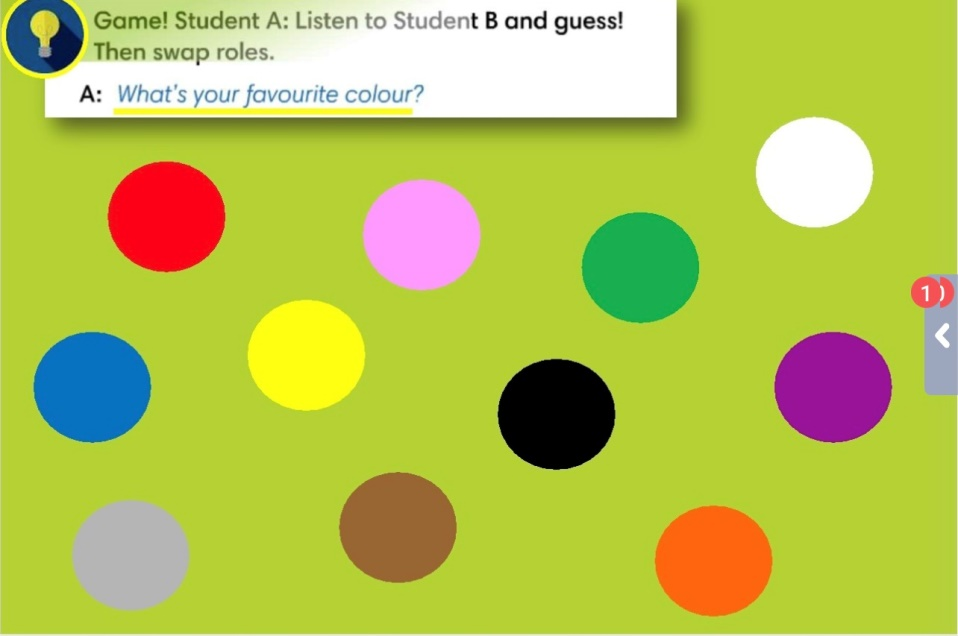 Game! Student A: Listen to Student B and guess!
Then swap roles.
A: What's your favourite colour?
1